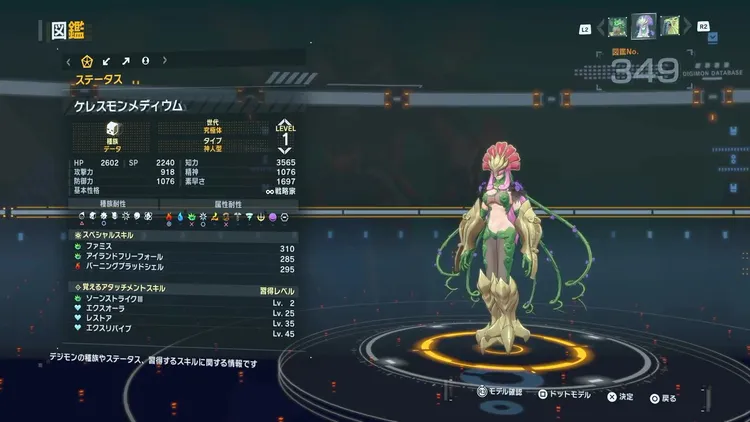 図鑑
L2
R2
図鑑No.
349
DIGIMON DATABASE
ステータス
ケレスモンメディウム
種族
データ
世代
究極体
タイプ
神人型
LEVEL
1
HP 2602 SP 2240 知力 3565
攻撃力 918 精神 1076
防御力 1076 素早さ 1697
基本性格 戦略家
種族耐性 属性耐性
スペシャルスキル
ファミス 310
アイランドフリーフォール 285
バーニングブラッドシェル 295
覚えるアタッチメントスキル 習得レベル
ソーンストライクⅢ Lv. 2
エクスオーラ Lv. 25
レストア Lv. 35
エクスリバイブ Lv. 45
デジモンの種族やステータス、習得するスキルに関する情報です
R3 モデル確認 ドットモデル 決定 戻る